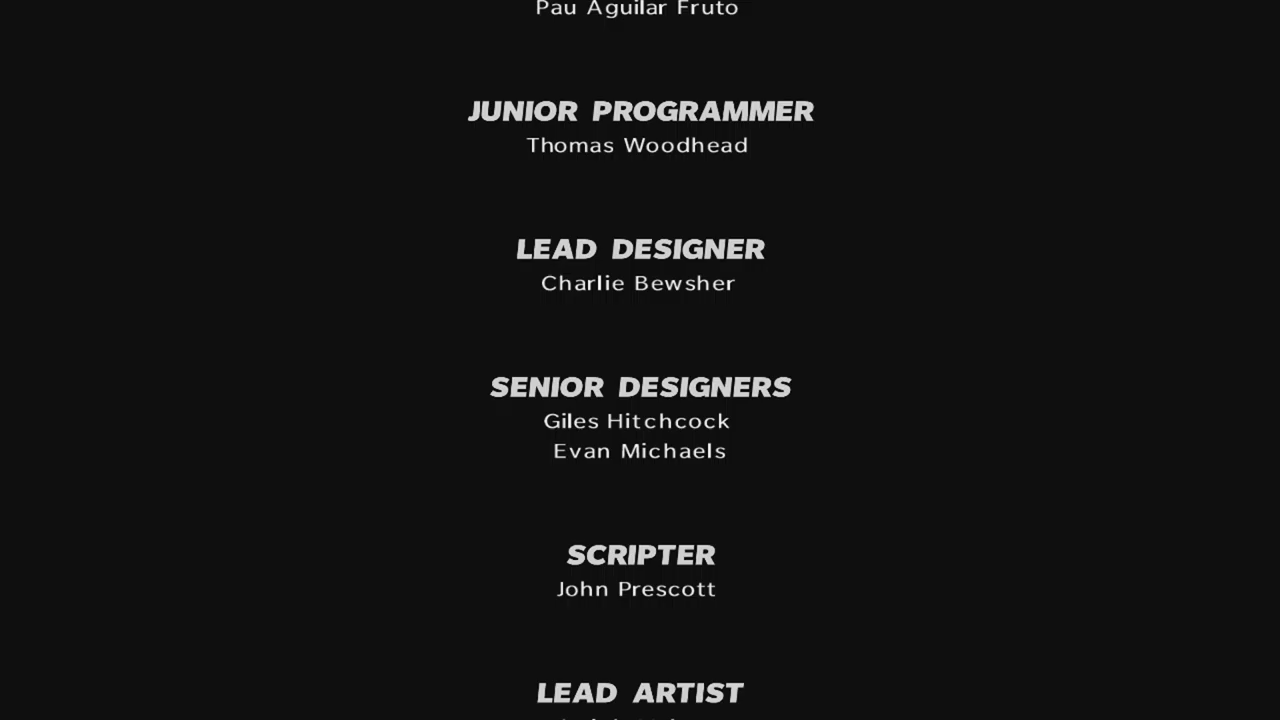 Pau Aguilar Fruto
JUNIOR PROGRAMMER
Thomas Woodhead
LEAD DESIGNER
Charlie Bewsher
SENIOR DESIGNERS
Giles Hitchcock
Evan Michaels
SCRIPTER
John Prescott
LEAD ARTIST